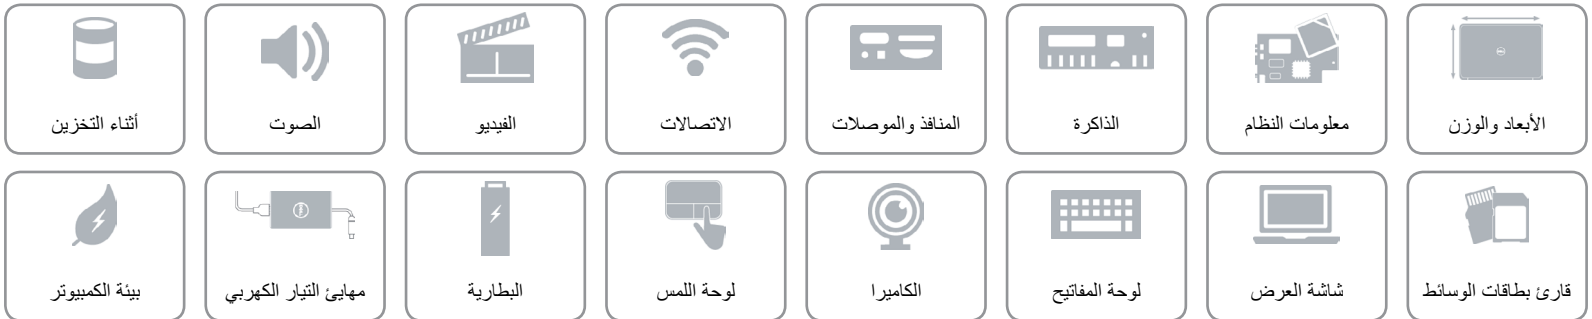 الأبعاد والوزن
معلومات النظام
الذاكرة
المنافذ والموصلات
الاتصالات
الفيديو
الصوت
أثناء التخزين
قارئ بطاقات الوسائط
شاشة العرض
لوحة المفاتيح
الكاميرا
لوحة اللمس
البطارية
مهايئ التيار الكهربي
بيئة الكمبيوتر